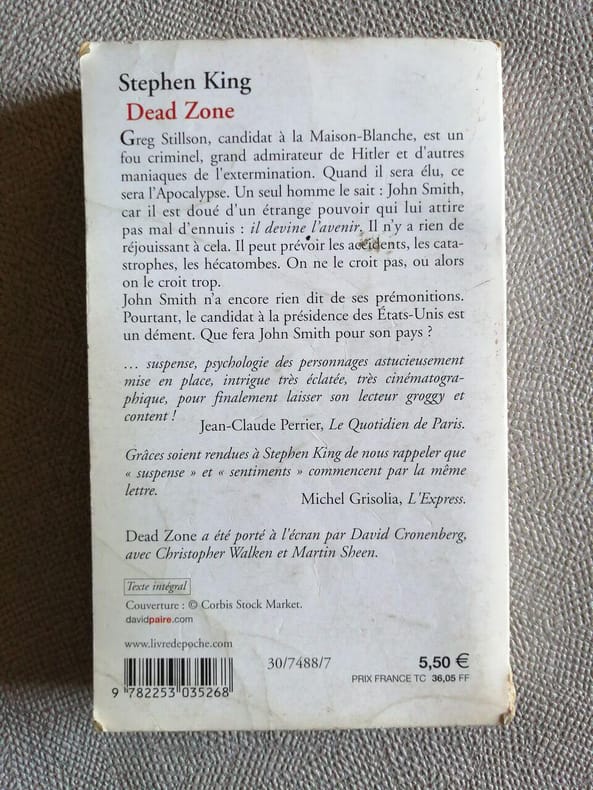 Stephen King
Dead Zone
Greg Stillson, candidat à la Maison-Blanche, est un
fou criminel, grand admirateur de Hitler et d'autres
maniaques de l'extermination. Quand il sera élu, ce
sera l'Apocalypse. Un seul homme le sait : John Smith,
car il est doué d'un étrange pouvoir qui lui attire
pas mal d'ennuis : il devine l'avenir. Il n'y a rien de
réjouissant à cela. Il peut prévoir les accidents, les cata-
strophes, les hécatombes. On ne le croit pas, ou alors
on le croit trop.
John Smith n'a encore rien dit de ses prémonitions.
Pourtant, le candidat à la présidence des États-Unis est
un dément. Que fera John Smith pour son pays ?
... suspense, psychologie des personnages astucieusement
mise en place, intrigue très éclatée, très cinématogra-
phique, pour finalement laisser son lecteur groggy et
content !
Jean-Claude Perrier, Le Quotidien de Paris.
Grâces soient rendues à Stephen King de nous rappeler que
« suspense » et « sentiments » commencent par la même
lettre.
Michel Grisolia, L'Express.
Dead Zone a été porté à l'écran par David Cronenberg,
avec Christopher Walken et Martin Sheen.
Texte intégral
Couverture : © Corbis Stock Market.
davidpaire.com
www.livredepoche.com
30/7488/7
5,50 €
PRIX FRANCE TC 36,05 FF
9 782253 035268